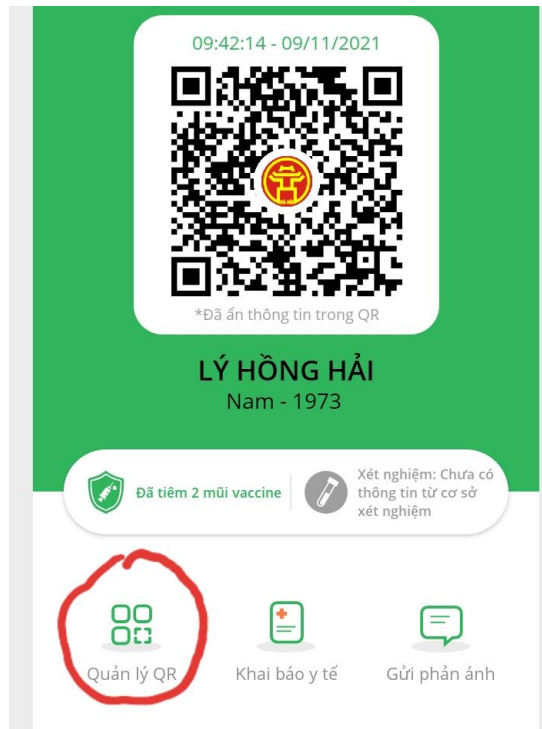 09:42:14 - 09/11/2021
*Đã ẩn thông tin trong QR
LÝ HỒNG HẢI
Nam - 1973
Đã tiêm 2 mũi vaccine
Xét nghiệm: Chưa có
thông tin từ cơ sở
xét nghiệm
Quản lý QR
Khai báo y tế
Gửi phản ánh